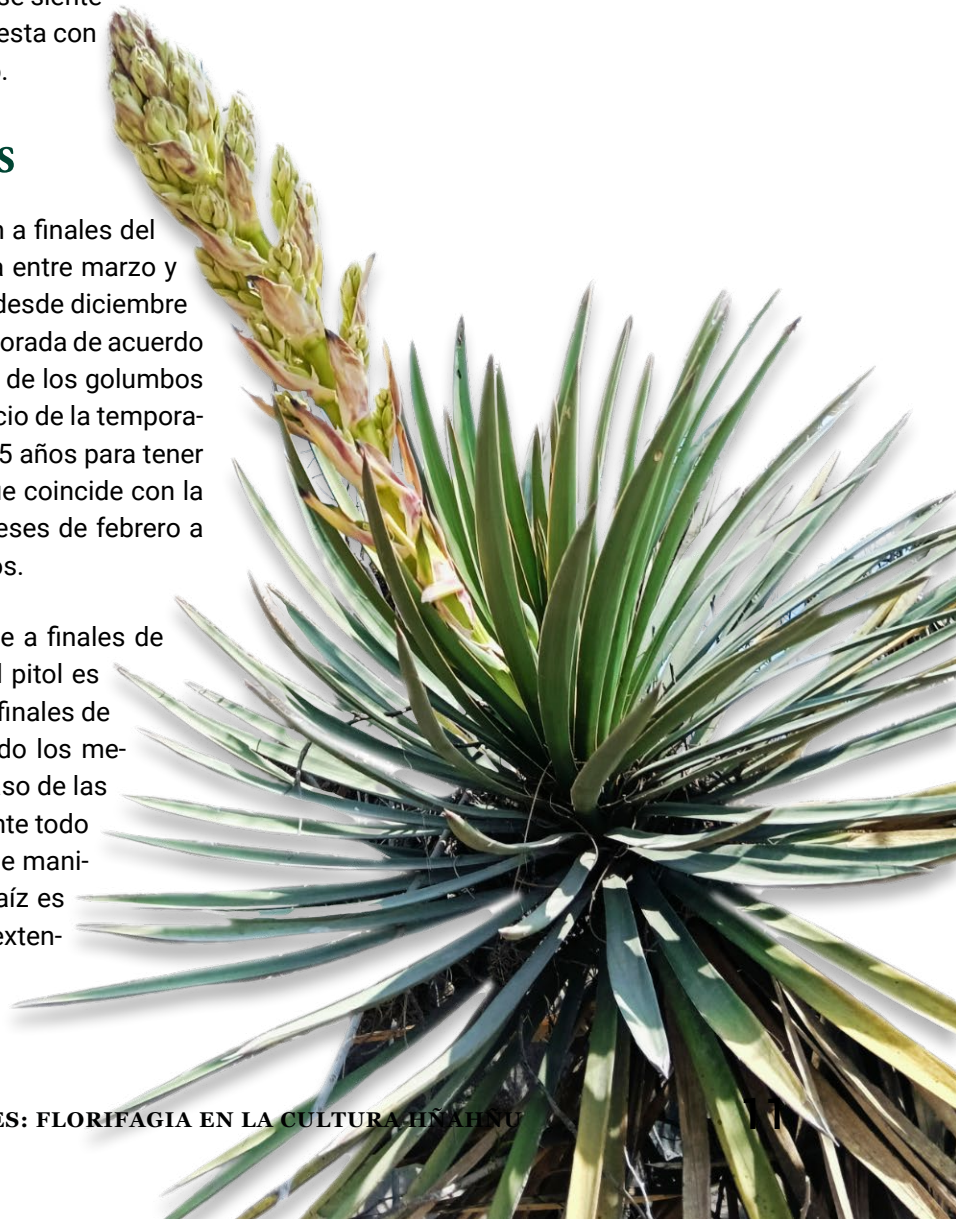 se siente
esta con
.
s
n a finales del
a entre marzo y
desde diciembre
orada de acuerdo
de los golumbos
cio de la tempora-
5 años para tener
ue coincide con la
eses de febrero a
os.
e a finales de
l pitol es
finales de
do los me-
so de las
nte todo
e mani-
aíz es
exten-
ES: FLORIFAGIA EN LA CULTURA HÑAHÑU 11